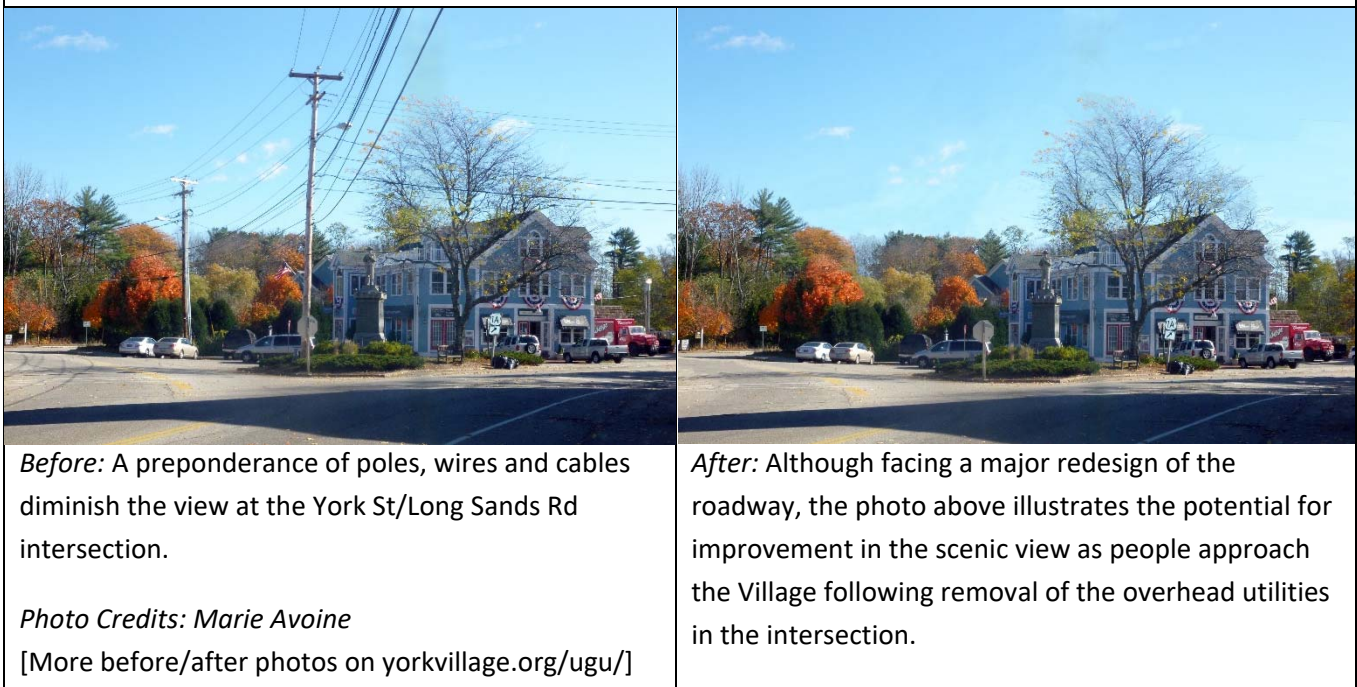 Before: A preponderance of poles, wires and cables
diminish the view at the York St/Long Sands Rd
intersection.
Photo Credits: Marie Avoine
[More before/after photos on yorkvillage.org/ugu/]
After: Although facing a major redesign of the
roadway, the photo above illustrates the potential for
improvement in the scenic view as people approach
the Village following removal of the overhead utilities
in the intersection.